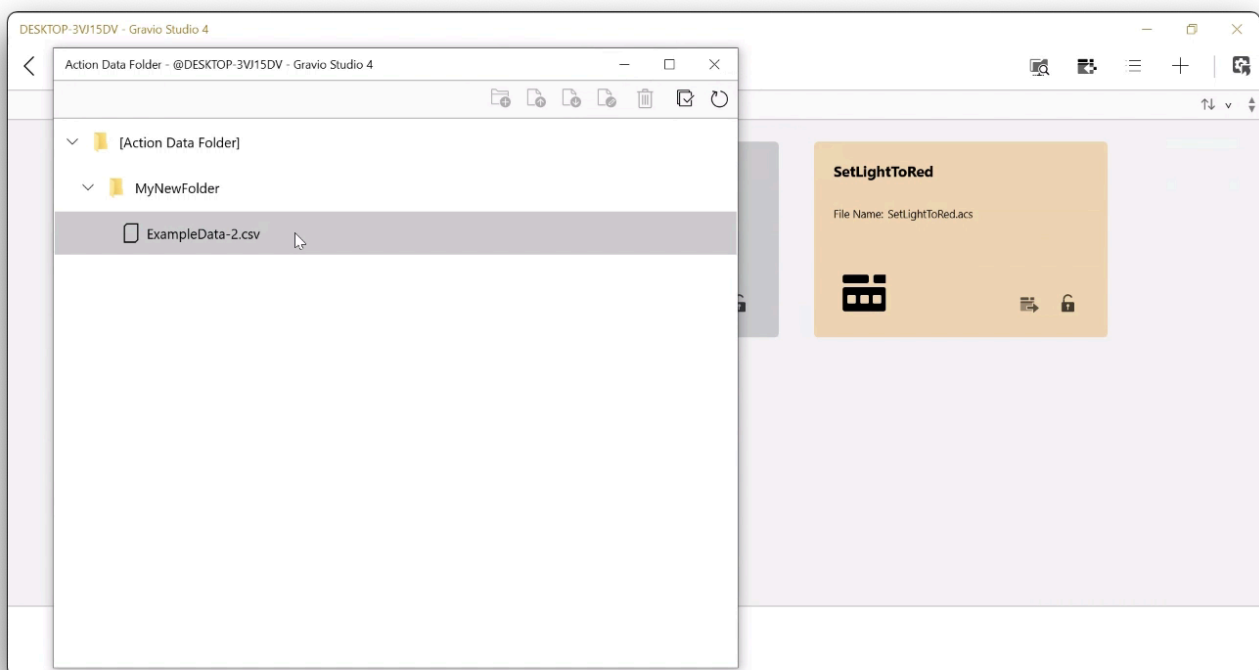 DESKTOP-3VJ15DV - Gravio Studio 4
Action Data Folder - @DESKTOP-3VJ15DV - Gravio Studio 4
[Action Data Folder]
MyNewFolder
ExampleData-2.csv
SetLightToRed
File Name: SetLightToRed.acs